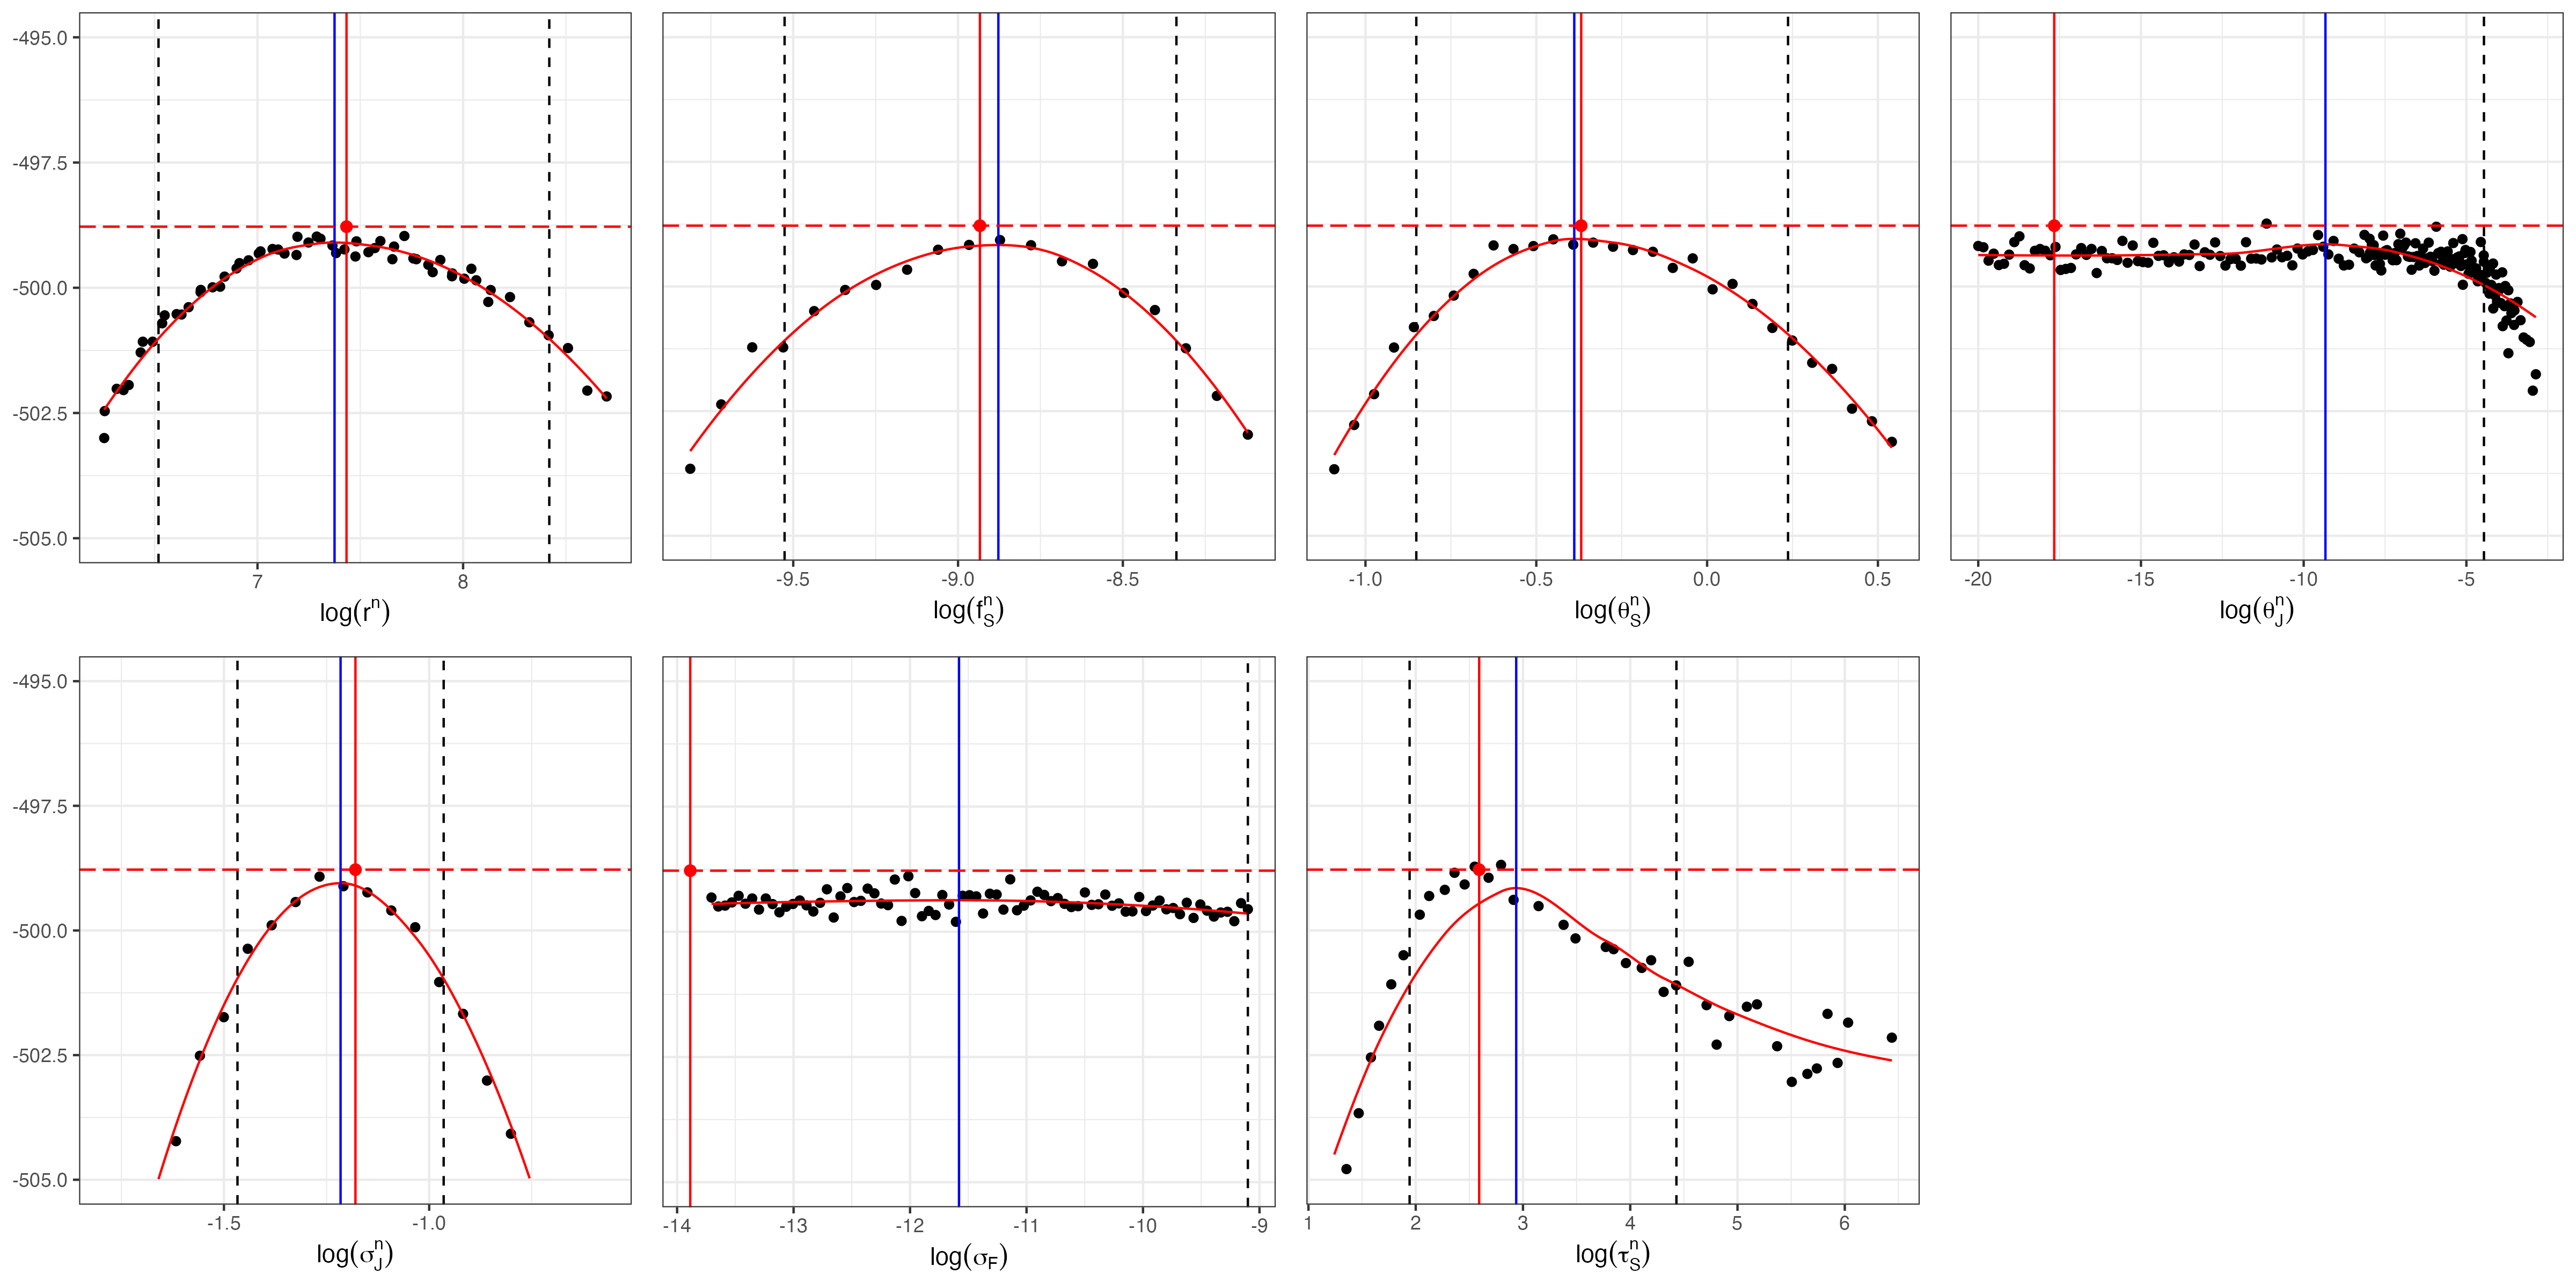 -495.0
-497.5
-500.0
-502.5
-505.0
7 8
log(rⁿ)
-9.5 -9.0 -8.5
log(f_S^n)
-1.0 -0.5 0.0 0.5
log(θ_S^n)
-20 -15 -10 -5
log(θ_J^n)
-495.0
-497.5
-500.0
-502.5
-505.0
-1.5 -1.0
log(σ_J^n)
-14 -13 -12 -11 -10 -9
log(σ_F)
1 2 3 4 5 6
log(τ_S^n)